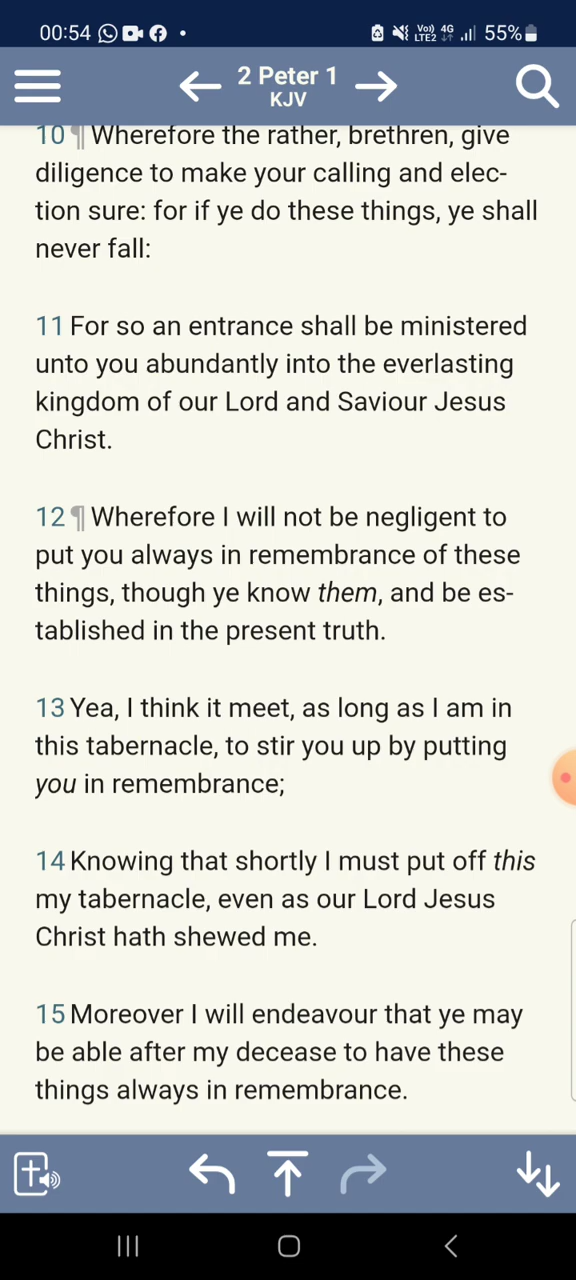 00:54 Vo)) LTE2 4G 55%
2 Peter 1
KJV
10 ¶ Wherefore the rather, brethren, give
diligence to make your calling and elec-
tion sure: for if ye do these things, ye shall
never fall:
11 For so an entrance shall be ministered
unto you abundantly into the everlasting
kingdom of our Lord and Saviour Jesus
Christ.
12 ¶ Wherefore I will not be negligent to
put you always in remembrance of these
things, though ye know them, and be es-
tablished in the present truth.
13 Yea, I think it meet, as long as I am in
this tabernacle, to stir you up by putting
you in remembrance;
14 Knowing that shortly I must put off this
my tabernacle, even as our Lord Jesus
Christ hath shewed me.
15 Moreover I will endeavour that ye may
be able after my decease to have these
things always in remembrance.